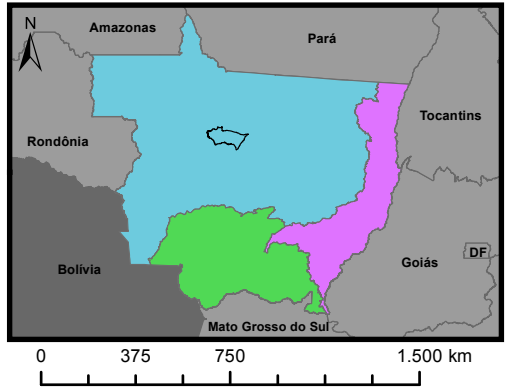 N
Amazonas
Pará
Tocantins
Rondônia
Bolívia
Goiás
DF
Mato Grosso do Sul
0 375 750 1.500 km